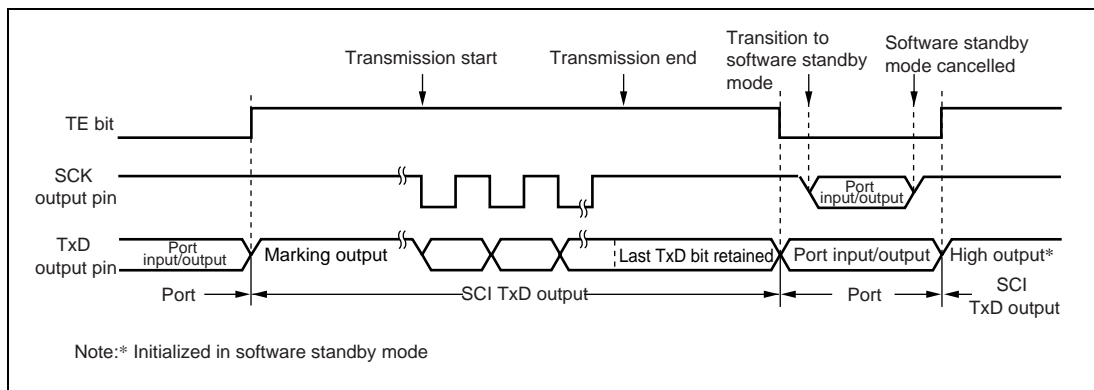 Transmission start
Transmission end
Transition to
software standby
mode
Software standby
mode cancelled
TE bit
SCK
output pin
Port
input/output
TxD
output pin
Port
input/output
Marking output
Last TxD bit retained
Port input/output
High output*
Port
SCI TxD output
Port
SCI
TxD output
Note:* Initialized in software standby mode